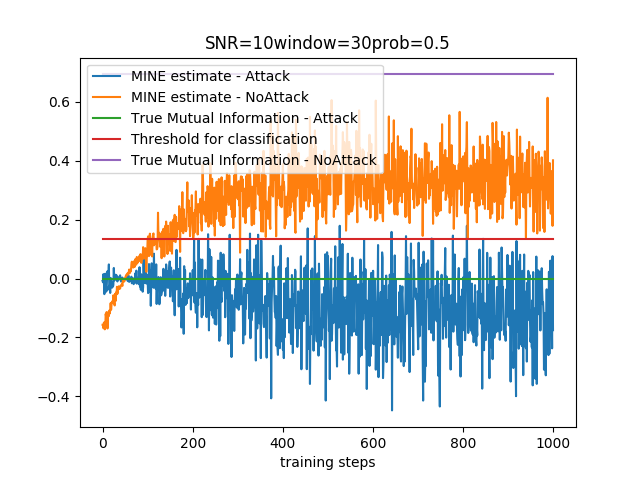 SNR=10window=30prob=0.5
MINE estimate - Attack
MINE estimate - NoAttack
True Mutual Information - Attack
Threshold for classification
True Mutual Information - NoAttack
0.6
0.4
0.2
0.0
−0.2
−0.4
0 200 400 600 800 1000
training steps